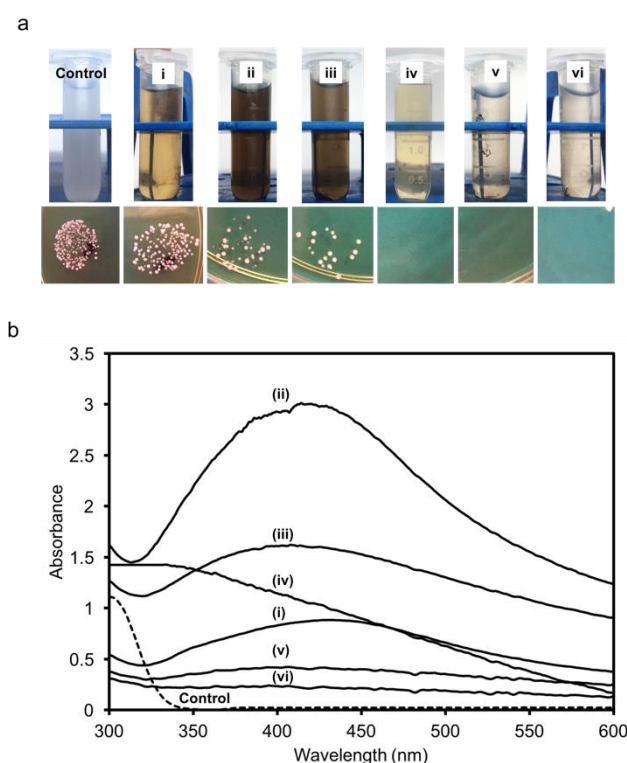 a
Control i ii iii iv v vi
1.0
0.5
b
3.5
3
2.5
2
1.5
1
0.5
0
Absorbance
(ii)
(iii)
(iv)
(i)
(v)
(vi)
Control
300 350 400 450 500 550 600
Wavelength (nm)